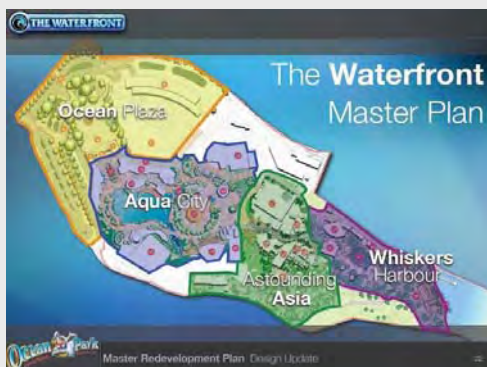 THE WATERFRONT
The Waterfront
Master Plan
Ocean Plaza
Aqua City
Astounding
Asia
Whiskers
Harbour
Ocean Park
Master Redevelopment Plan Design Update